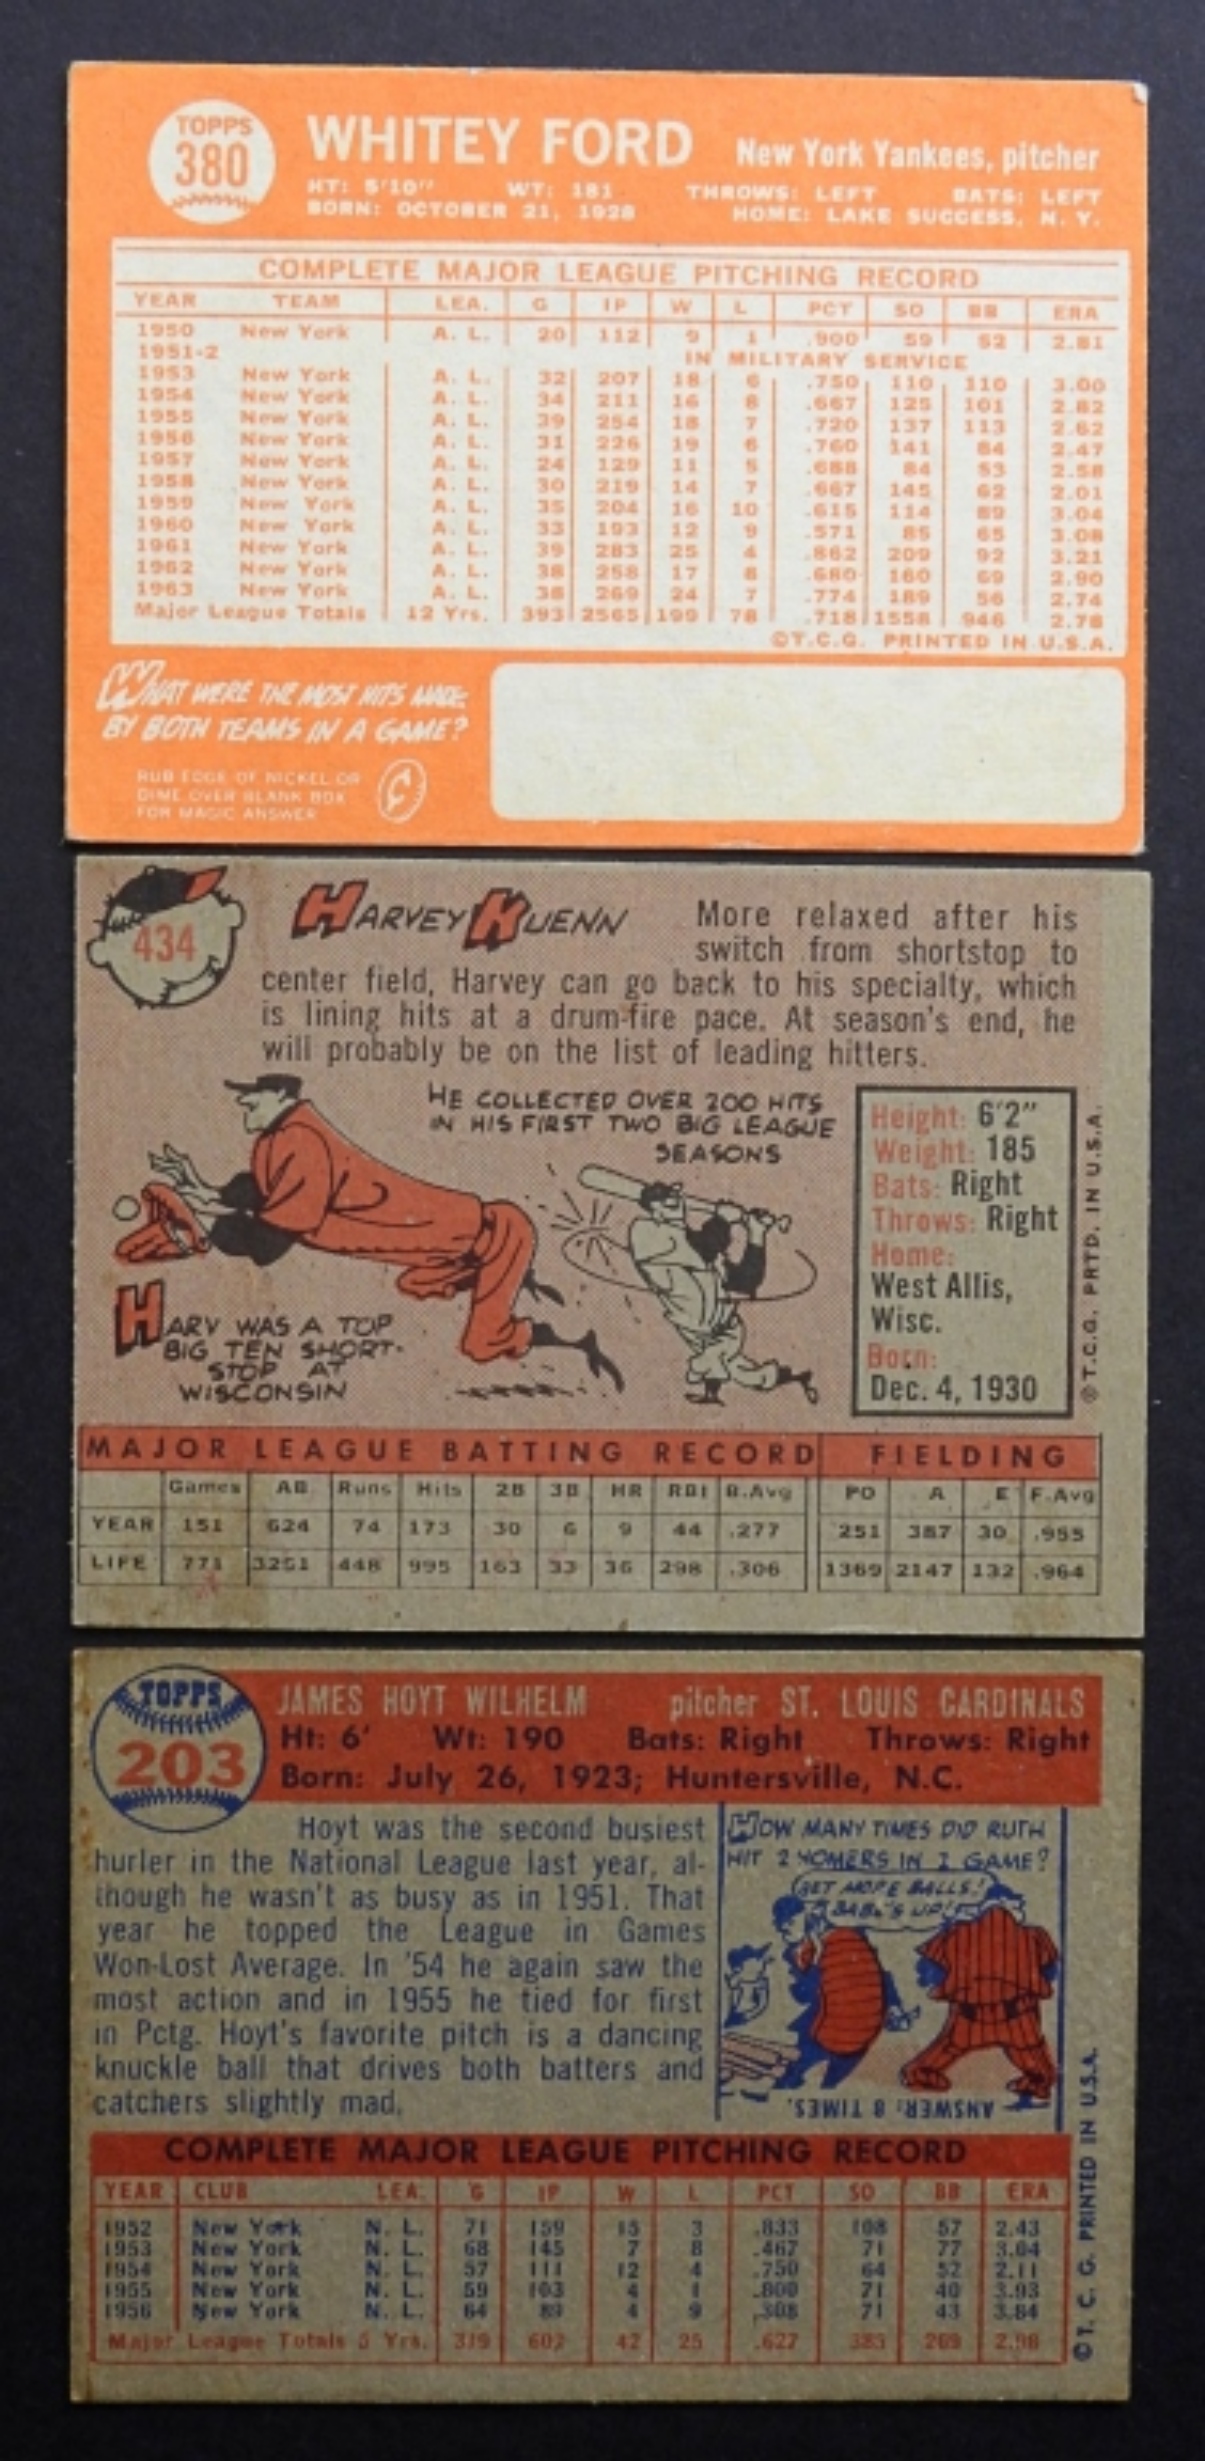 TOPPS
380
WHITEY FORD New York Yankees, pitcher
HT: 5'10" WT: 181 THROWS: LEFT BATS: LEFT
BORN: OCTOBER 21, 1928 HOME: LAKE SUCCESS, N. Y.
COMPLETE MAJOR LEAGUE PITCHING RECORD
YEAR TEAM LEA. G IP W L PCT SO BB ERA
1950 New York A. L. 20 112 9 1 .900 59 52 2.81
1951-2 IN MILITARY SERVICE
1953 New York A. L. 32 207 18 6 .750 110 110 3.00
1954 New York A. L. 34 211 16 8 .667 125 101 2.82
1955 New York A. L. 39 254 18 7 .720 137 113 2.62
1956 New York A. L. 31 226 19 6 .760 141 84 2.47
1957 New York A. L. 24 129 11 5 .688 84 53 2.58
1958 New York A. L. 30 219 14 7 .667 145 62 2.01
1959 New York A. L. 35 204 16 10 .615 114 89 3.04
1960 New York A. L. 33 193 12 9 .571 85 65 3.08
1961 New York A. L. 39 283 25 4 .862 209 92 3.21
1962 New York A. L. 38 258 17 8 .680 160 69 2.90
1963 New York A. L. 38 269 24 7 .774 189 56 2.74
Major League Totals 12 Yrs. 393 2565 199 78 .718 1558 946 2.78
©T.C.G. PRINTED IN U.S.A.
WHAT WERE THE MOST HITS MADE
BY BOTH TEAMS IN A GAME?
RUB EDGE OF NICKEL OR
DIME OVER BLANK BOX
FOR MAGIC ANSWER
434
HARVEY KUENN
More relaxed after his
switch from shortstop to
center field, Harvey can go back to his specialty, which
is lining hits at a drum-fire pace. At season's end, he
will probably be on the list of leading hitters.
HE COLLECTED OVER 200 HITS
IN HIS FIRST TWO BIG LEAGUE
SEASONS
HARV WAS A TOP
BIG TEN SHORT-
STOP AT
WISCONSIN
Height: 6'2"
Weight: 185
Bats: Right
Throws: Right
Home:
West Allis,
Wisc.
Born:
Dec. 4, 1930
© T.C.G. PRTD. IN U.S.A.
MAJOR LEAGUE BATTING RECORD FIELDING
Games AB Runs Hits 2B 3B HR RBI B.Avg PO A E F.Avg
YEAR 151 624 74 173 30 6 9 44 .277 251 387 30 .955
LIFE 771 3251 448 995 163 33 36 298 .306 1369 2147 132 .964
TOPPS
203
JAMES HOYT WILHELM pitcher ST. LOUIS CARDINALS
Ht: 6' Wt: 190 Bats: Right Throws: Right
Born: July 26, 1923; Huntersville, N.C.
Hoyt was the second busiest
hurler in the National League last year, al-
though he wasn't as busy as in 1951. That
year he topped the League in Games
Won-Lost Average. In '54 he again saw the
most action and in 1955 he tied for first
in Pctg. Hoyt's favorite pitch is a dancing
knuckle ball that drives both batters and
catchers slightly mad.
HOW MANY TIMES DID RUTH
HIT 2 HOMERS IN 1 GAME?
GET MORE BALLS!
BABE'S UP!
ANSWER: 8 TIMES.
COMPLETE MAJOR LEAGUE PITCHING RECORD
YEAR CLUB LEA. G IP W L PCT SO BB ERA
1952 New York N. L. 71 159 15 3 .833 108 57 2.43
1953 New York N. L. 68 145 7 8 .467 71 77 3.04
1954 New York N. L. 57 111 12 4 .750 64 52 2.11
1955 New York N. L. 59 103 4 1 .800 71 40 3.93
1956 New York N. L. 64 89 4 9 .308 71 43 3.84
Major League Totals 5 Yrs. 319 607 42 25 .627 385 269 2.98
© T. C. G. PRINTED IN U.S.A.